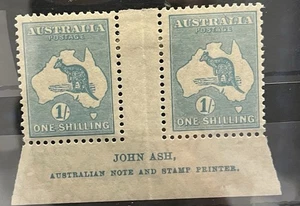 AUSTRALIA
POSTAGE
1/-
ONE SHILLING
AUSTRALIA
POSTAGE
1/-
ONE SHILLING
JOHN ASH,
AUSTRALIAN NOTE AND STAMP PRINTER.